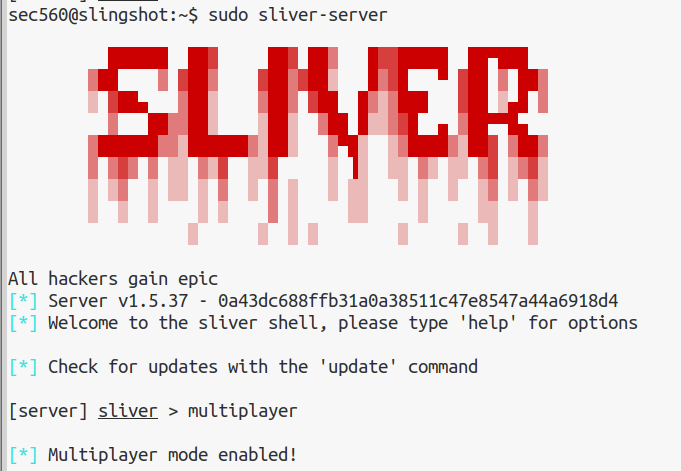 sec560@slingshot:~$ sudo sliver-server
SLIVER
All hackers gain epic
[*] Server v1.5.37 - 0a43dc688ffb31a0a38511c47e8547a44a6918d4
[*] Welcome to the sliver shell, please type 'help' for options
[*] Check for updates with the 'update' command
[server] sliver > multiplayer
[*] Multiplayer mode enabled!